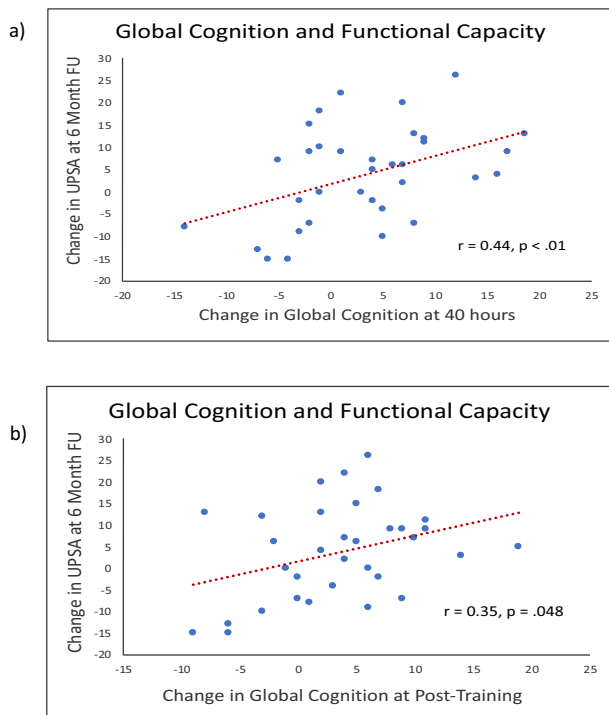 a)
Global Cognition and Functional Capacity
Change in UPSA at 6 Month FU
30
25
20
15
10
5
0
-5
-10
-15
-20
r = 0.44, p < .01
-20 -15 -10 -5 0 5 10 15 20 25
Change in Global Cognition at 40 hours
b)
Global Cognition and Functional Capacity
Change in UPSA at 6 Month FU
30
25
20
15
10
5
0
-5
-10
-15
-20
r = 0.35, p = .048
-15 -10 -5 0 5 10 15 20 25
Change in Global Cognition at Post-Training